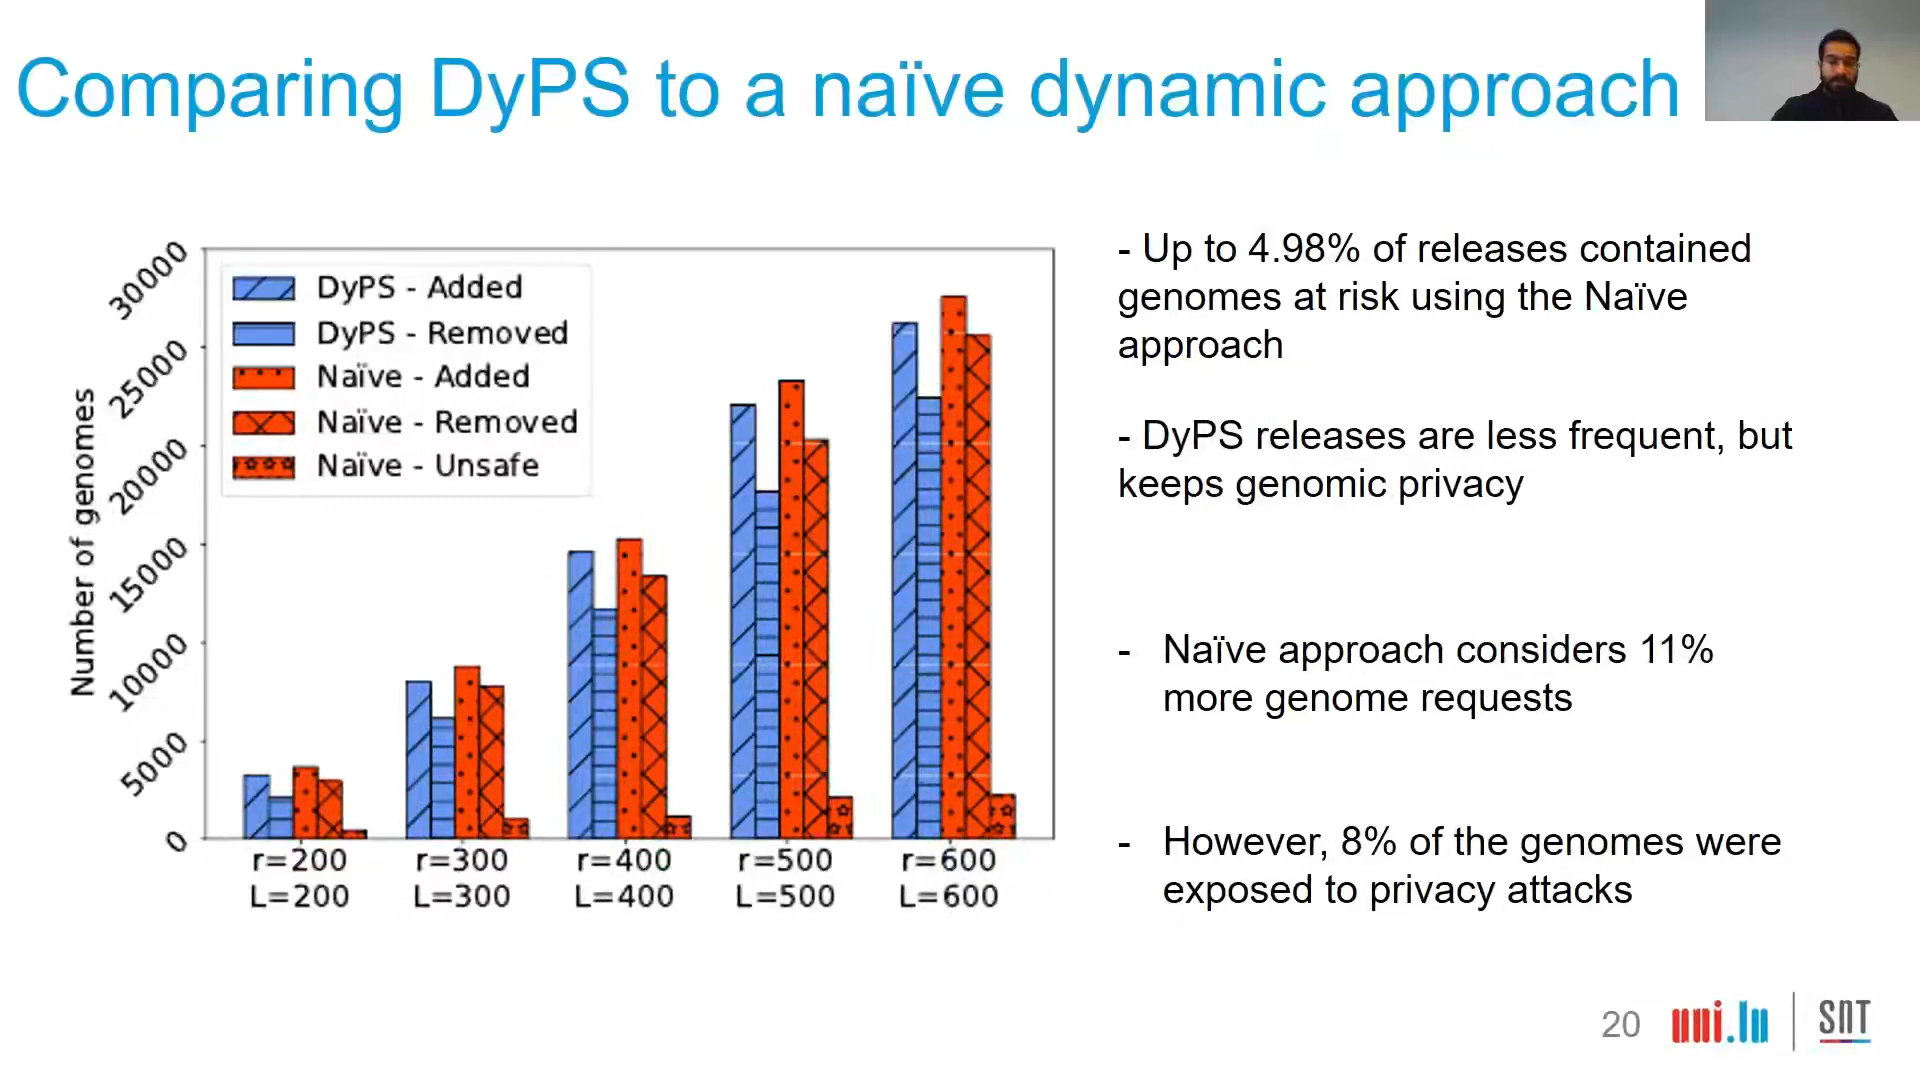 Comparing DyPS to a naïve dynamic approach
30000
25000
20000
15000
10000
5000
0
Number of genomes
DyPS - Added
DyPS - Removed
Naïve - Added
Naïve - Removed
Naïve - Unsafe
r=200 r=300 r=400 r=500 r=600
L=200 L=300 L=400 L=500 L=600
- Up to 4.98% of releases contained
genomes at risk using the Naïve
approach
- DyPS releases are less frequent, but
keeps genomic privacy
- Naïve approach considers 11%
more genome requests
- However, 8% of the genomes were
exposed to privacy attacks
20 uni.lu SNT